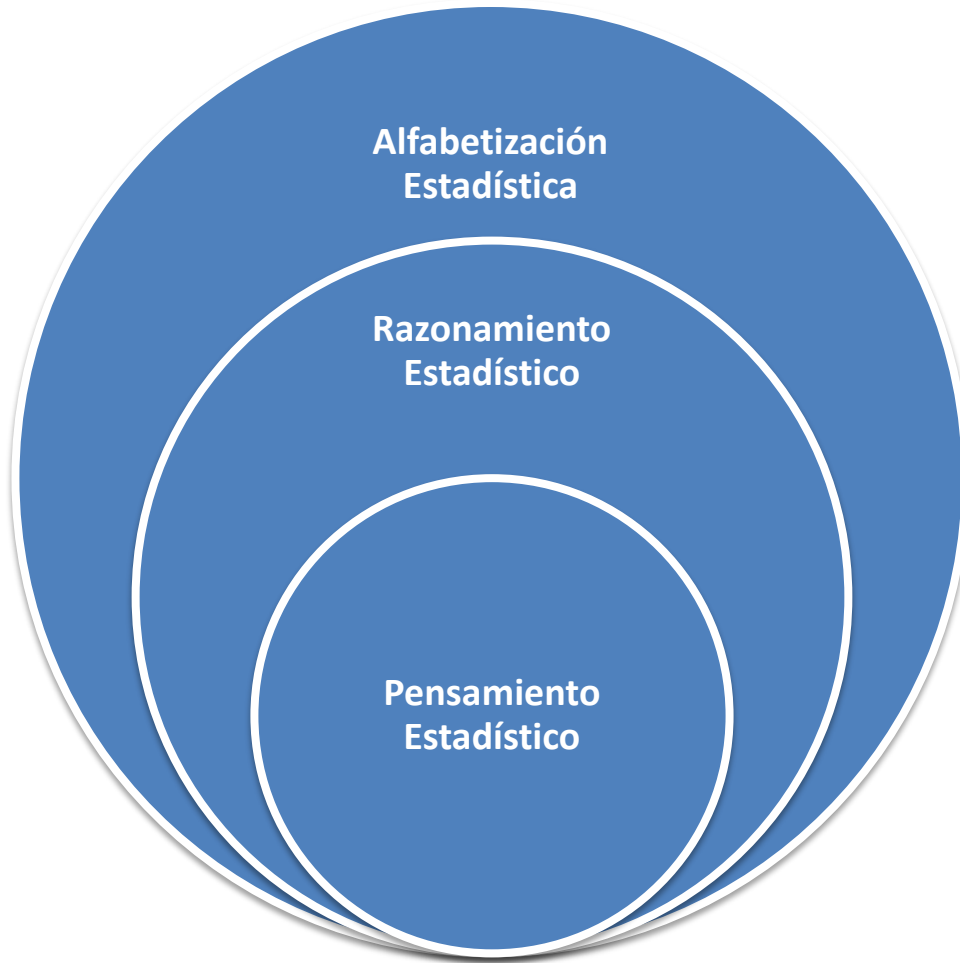 Alfabetización
Estadística
Razonamiento
Estadístico
Pensamiento
Estadístico